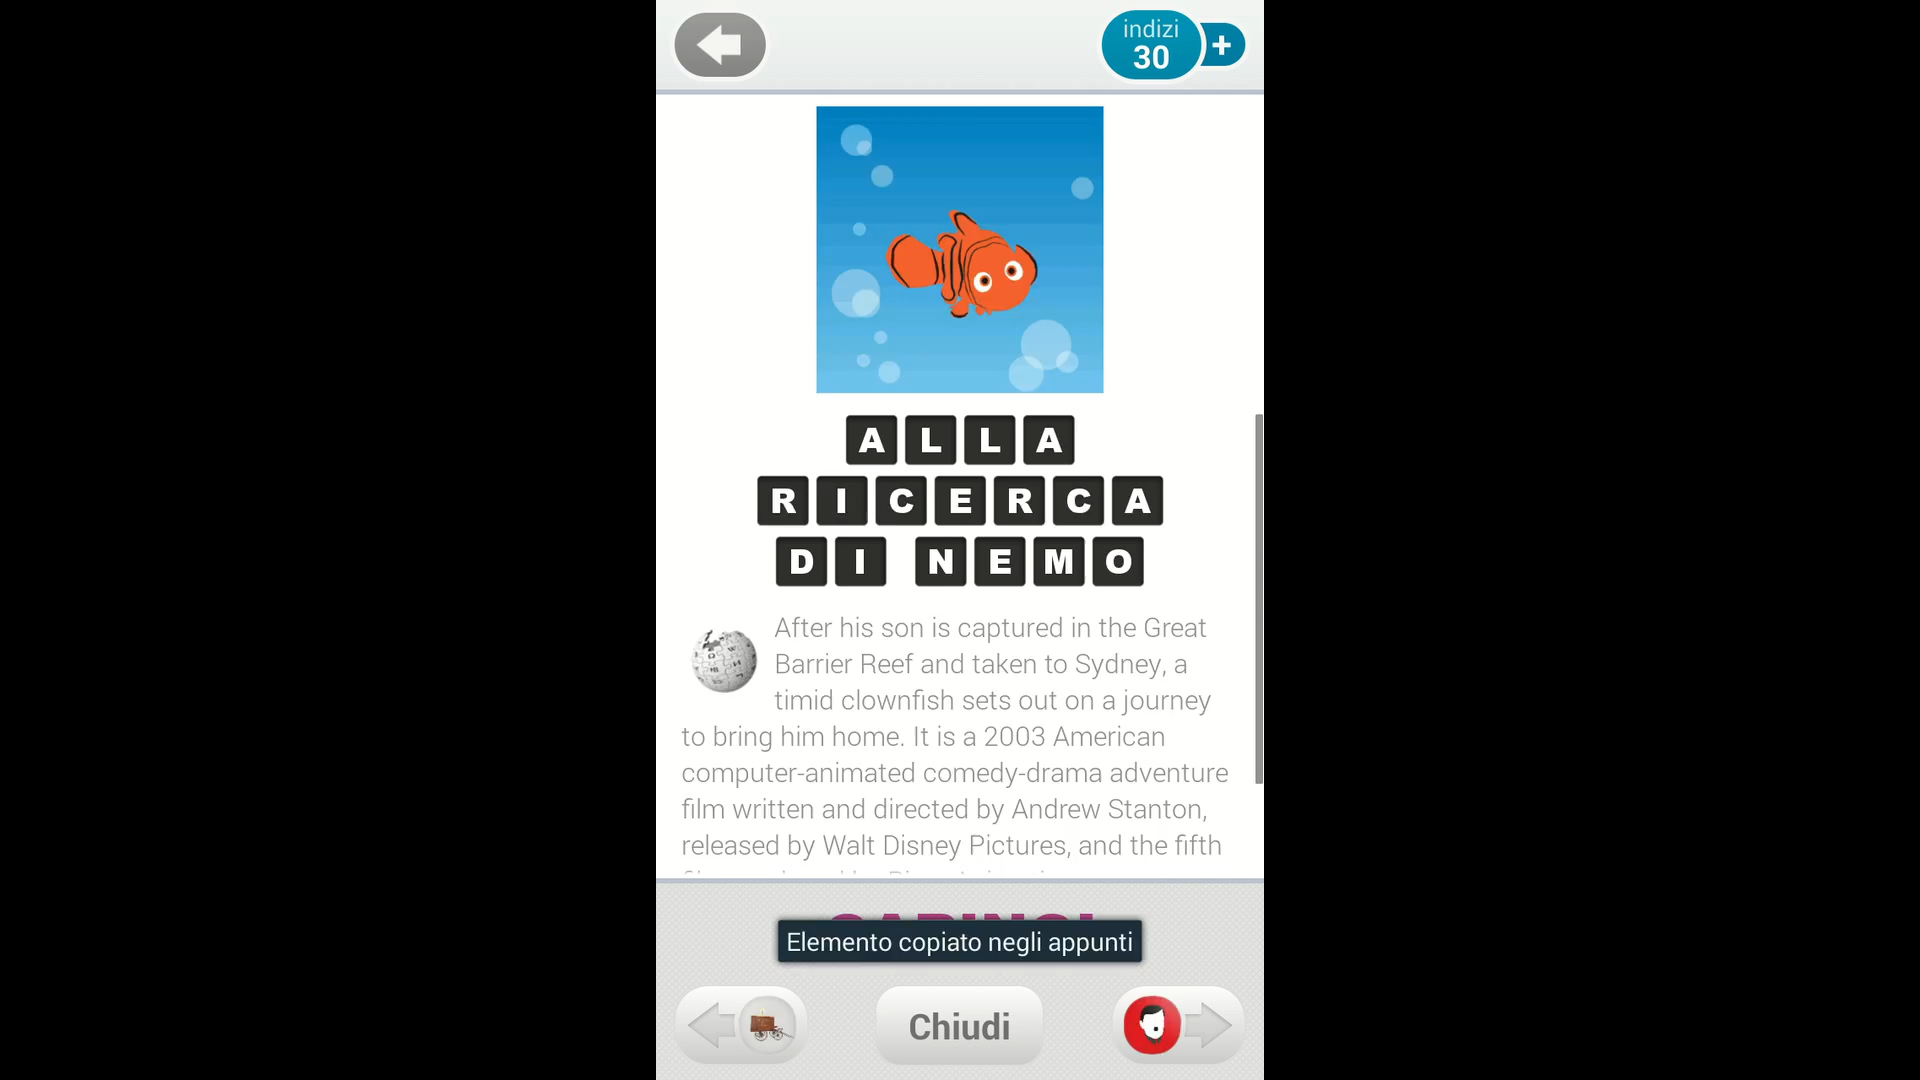 indizi
30
+
ALLA
RICERCA
DI NEMO
After his son is captured in the Great
Barrier Reef and taken to Sydney, a
timid clownfish sets out on a journey
to bring him home. It is a 2003 American
computer-animated comedy-drama adventure
film written and directed by Andrew Stanton,
released by Walt Disney Pictures, and the fifth
Elemento copiato negli appunti
Chiudi